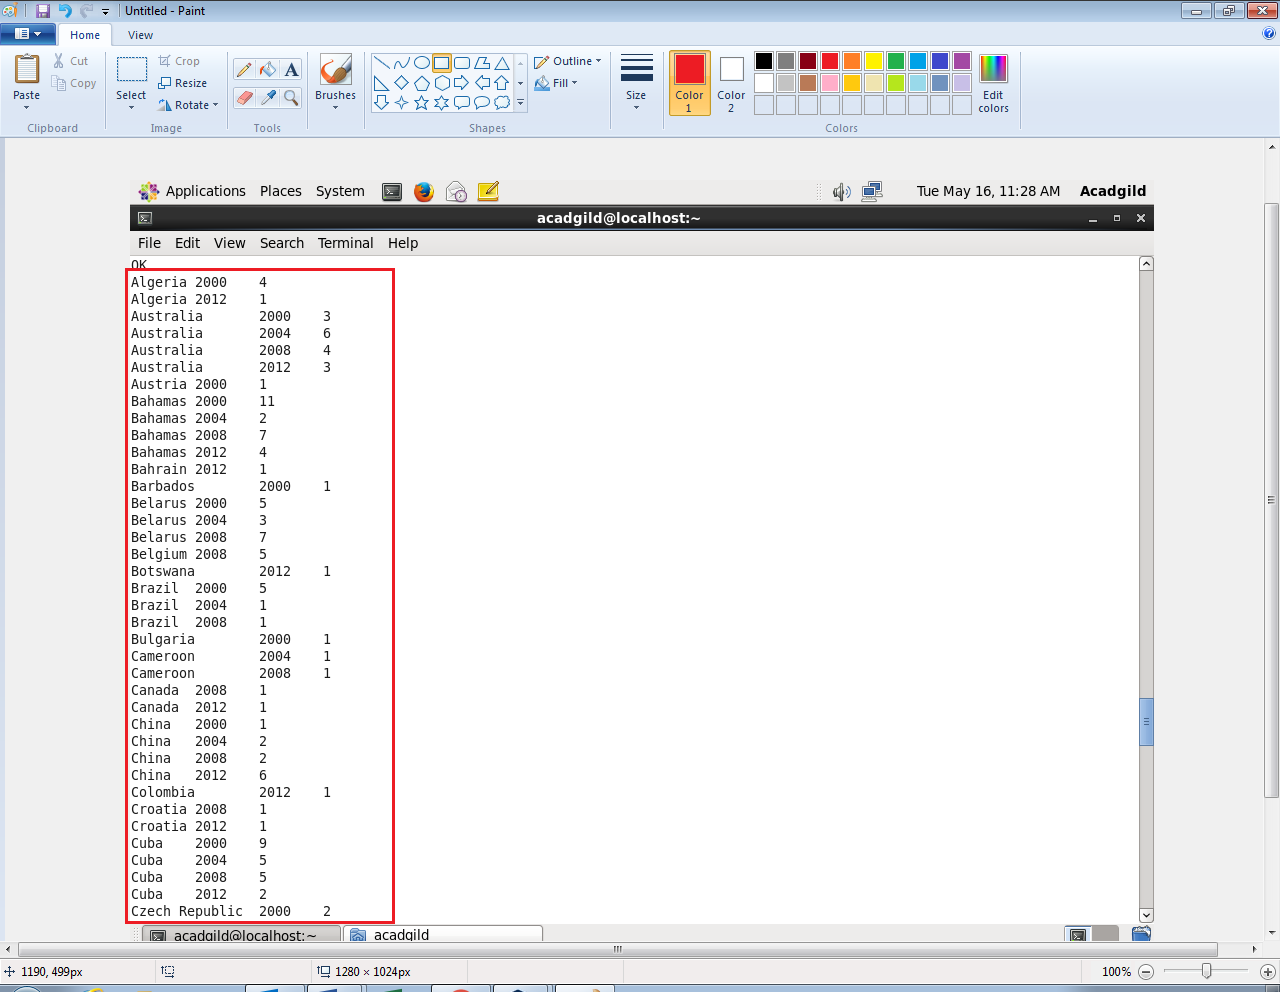 Untitled - Paint
Home View
Paste Cut Copy Clipboard
Select Crop Resize Rotate Image
Tools
Brushes
Outline Fill Shapes
Size
Color 1 Color 2 Edit colors Colors
Applications Places System Tue May 16, 11:28 AM Acadgild
acadgild@localhost:~
File Edit View Search Terminal Help
OK
Algeria 2000 4
Algeria 2012 1
Australia 2000 3
Australia 2004 6
Australia 2008 4
Australia 2012 3
Austria 2000 1
Bahamas 2000 11
Bahamas 2004 2
Bahamas 2008 7
Bahamas 2012 4
Bahrain 2012 1
Barbados 2000 1
Belarus 2000 5
Belarus 2004 3
Belarus 2008 7
Belgium 2008 5
Botswana 2012 1
Brazil 2000 5
Brazil 2004 1
Brazil 2008 1
Bulgaria 2000 1
Cameroon 2004 1
Cameroon 2008 1
Canada 2008 1
Canada 2012 1
China 2000 1
China 2004 2
China 2008 2
China 2012 6
Colombia 2012 1
Croatia 2008 1
Croatia 2012 1
Cuba 2000 9
Cuba 2004 5
Cuba 2008 5
Cuba 2012 2
Czech Republic 2000 2
acadgild@localhost:~ acadgild
1190, 499px 1280 × 1024px 100%